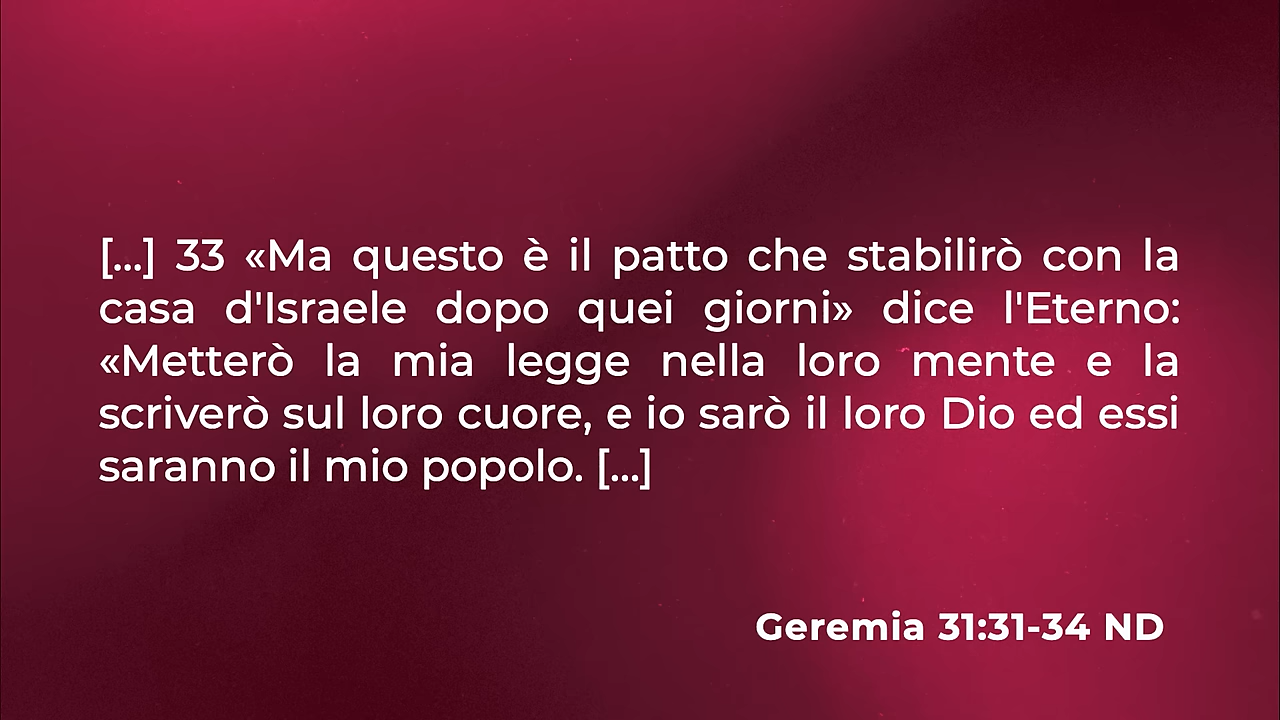 [...] 33 «Ma questo è il patto che stabilirò con la
casa d'Israele dopo quei giorni» dice l'Eterno:
«Metterò la mia legge nella loro mente e la
scriverò sul loro cuore, e io sarò il loro Dio ed essi
saranno il mio popolo. [...]
Geremia 31:31-34 ND